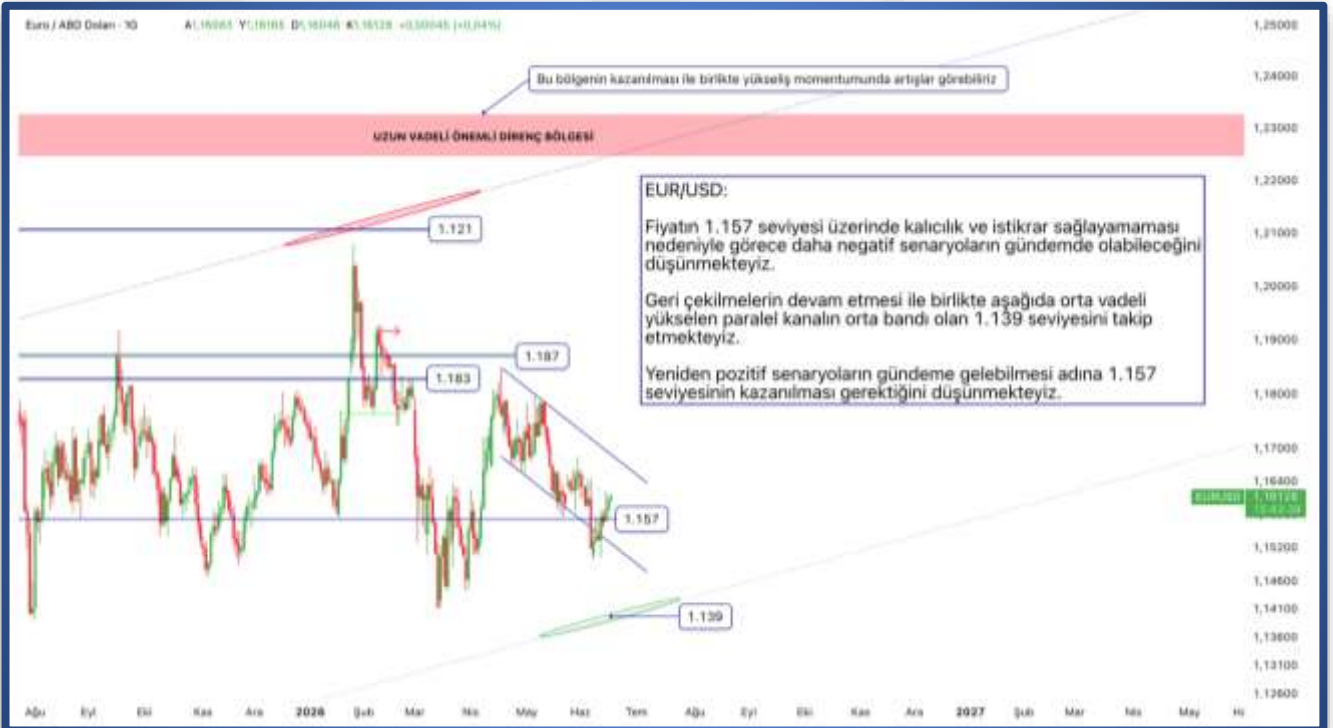 Euro / ABD Doları - 1G
1,25000
1,24000
Bu bölgenin kazanılması ile birlikte yükseliş momentumunda artışlar görebiliriz
UZUN VADELİ ÖNEMLİ DİRENÇ BÖLGESİ
1,23000
1,22000
EUR/USD:
Fiyatın 1.157 seviyesi üzerinde kalıcılık ve istikrar sağlayamaması
nedeniyle görece daha negatif senaryoların gündemde olabileceğini
düşünmekteyiz.
Geri çekilmelerin devam etmesi ile birlikte aşağıda orta vadeli
yükselen paralel kanalın orta bandı olan 1.139 seviyesini takip
etmekteyiz.
Yeniden pozitif senaryoların gündeme gelebilmesi adına 1.157
seviyesinin kazanılması gerektiğini düşünmekteyiz.
1.121
1,21000
1,20000
1,19000
1.187
1.183
1,18000
1,17000
1,16400
EURUSD 1,16128
1.157
1,15200
1,14600
1,14100
1.139
1,13600
1,13100
1,12600
Ağu Eyl Eki Kas Ara 2026 Şub Mar Nis May Haz Tem Ağu Eyl Eki Kas Ara 2027 Şub Mar Nis May